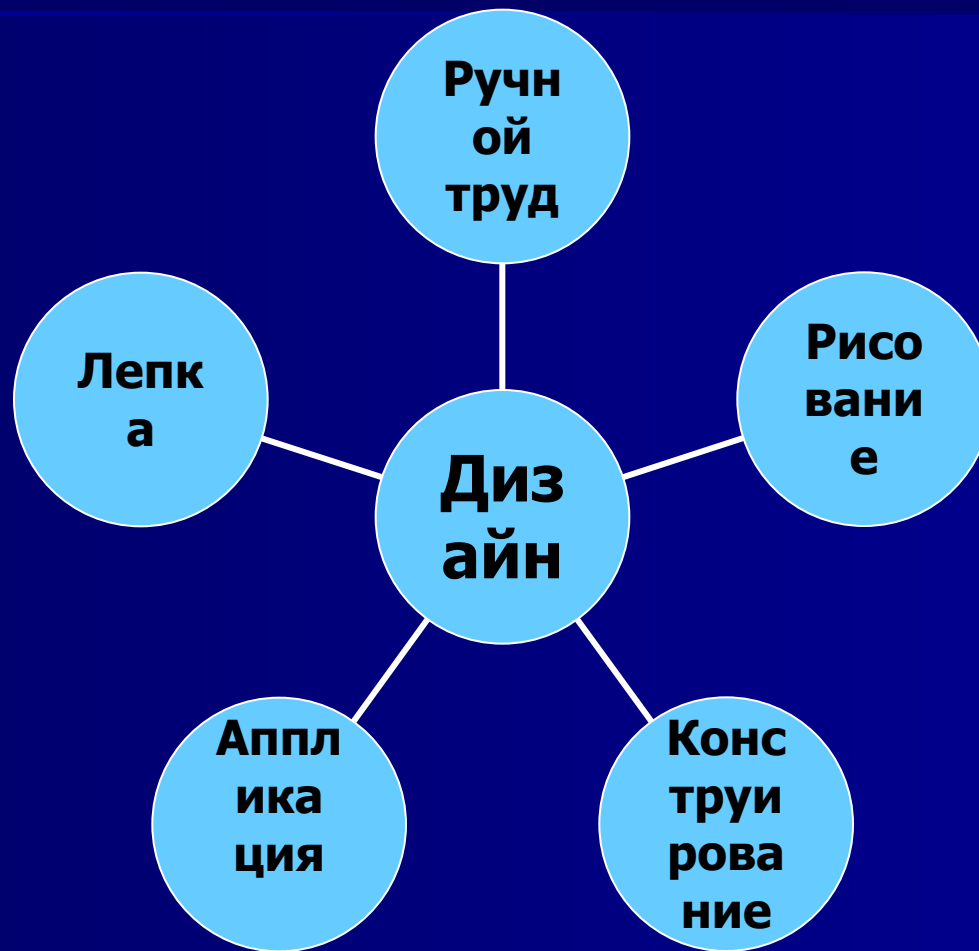 Ручн
ой
труд
Рисо
вани
е
Лепк
а
Диз
айн
Аппл
ика
ция
Конс
труи
рова
ние